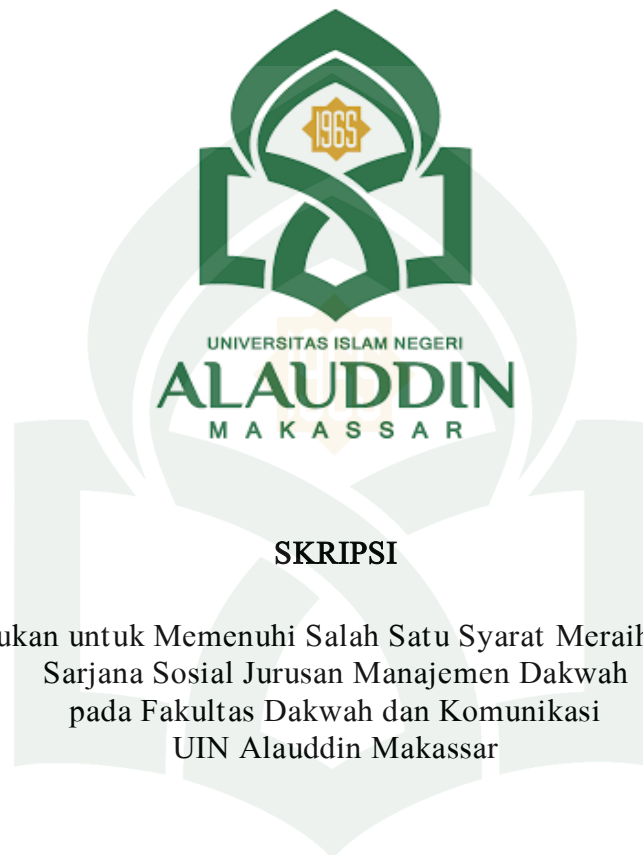 1965
UNIVERSITAS ISLAM NEGERI
ALAUDDIN
MAKASSAR
SKRIPSI
ukan untuk Memenuhi Salah Satu Syarat Meraih
Sarjana Sosial Jurusan Manajemen Dakwah
pada Fakultas Dakwah dan Komunikasi
UIN Alauddin Makassar